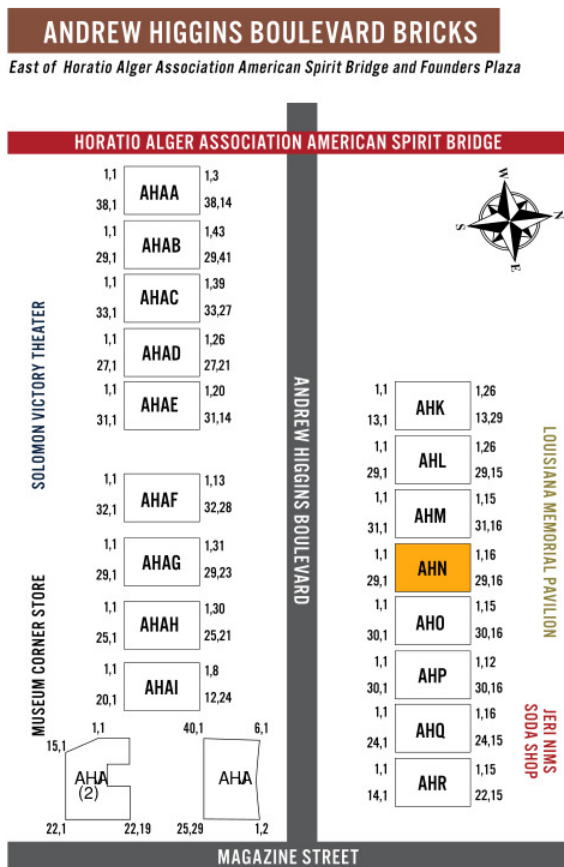 ANDREW HIGGINS BOULEVARD BRICKS
East of Horatio Alger Association American Spirit Bridge and Founders Plaza
HORATIO ALGER ASSOCIATION AMERICAN SPIRIT BRIDGE
W
N
S
E
1,1 1,3
AHAA
38,1 38,14
1,1 1,43
AHAB
29,1 29,41
1,1 1,39
AHAC
33,1 33,27
1,1 1,26
AHAD
27,1 27,21
1,1 1,20
AHAE
31,1 31,14
1,1 1,13
AHAF
32,1 32,28
1,1 1,31
AHAG
29,1 29,23
1,1 1,30
AHAH
25,1 25,21
1,1 1,8
AHAI
20,1 12,24
1,1
15,1
AHA
(2)
22,1 22,19
40,1 6,1
AHA
25,29 1,2
SOLOMON VICTORY THEATER
MUSEUM CORNER STORE
ANDREW HIGGINS BOULEVARD
1,1 1,26
AHK
13,1 13,29
1,1 1,26
AHL
29,1 29,15
1,1 1,15
AHM
31,1 31,16
1,1 1,16
AHN
29,1 29,16
1,1 1,15
AHO
30,1 30,16
1,1 1,12
AHP
30,1 30,16
1,1 1,16
AHQ
24,1 24,15
1,1 1,15
AHR
14,1 22,15
LOUISIANA MEMORIAL PAVILION
JERI NIMS
SODA SHOP
MAGAZINE STREET